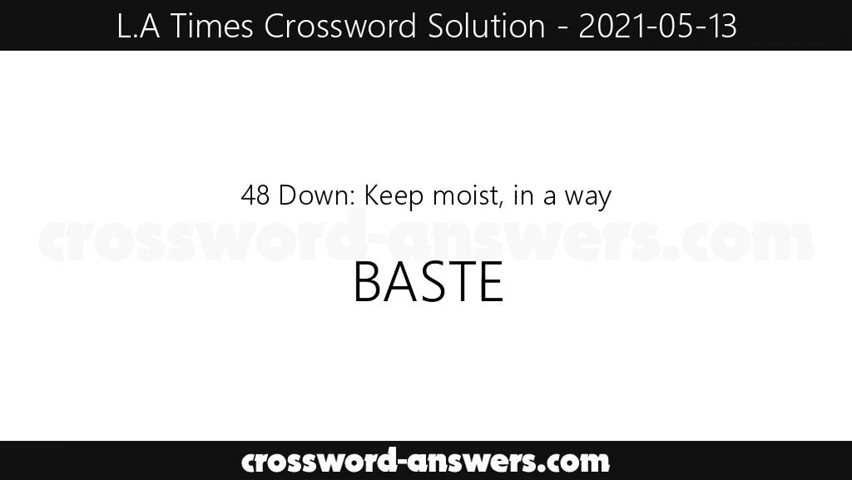 L.A Times Crossword Solution - 2021-05-13
48 Down: Keep moist, in a way
crossword-answers.com
BASTE
crossword-answers.com